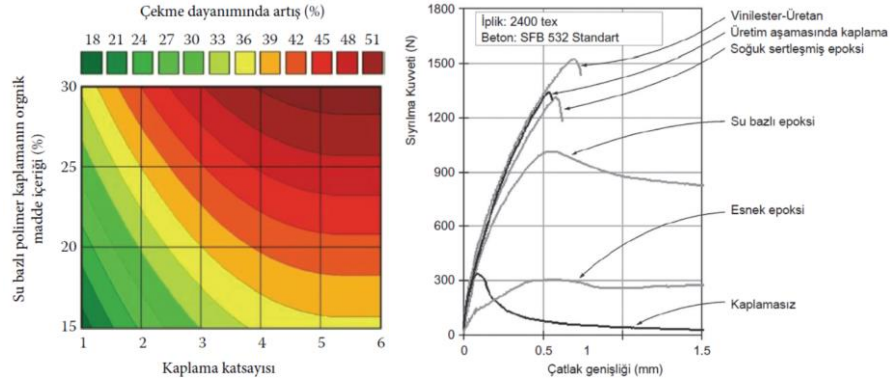 Çekme dayanımında artış (%)
18 21 24 27 30 33 36 39 42 45 48 51
Su bazlı polimer kaplamanın orgnik
madde içeriği (%)
30
25
20
15
1 2 3 4 5 6
Kaplama katsayısı
Sıyrılma Kuvveti (N)
1800
1500
1200
900
600
300
0
0 0.5 1.0 1.5
Çatlak genişliği (mm)
İplik: 2400 tex
Beton: SFB 532 Standart
Vinilester-Üretan
Üretim aşamasında kaplama
Soğuk sertleşmiş epoksi
Su bazlı epoksi
Esnek epoksi
Kaplamasız